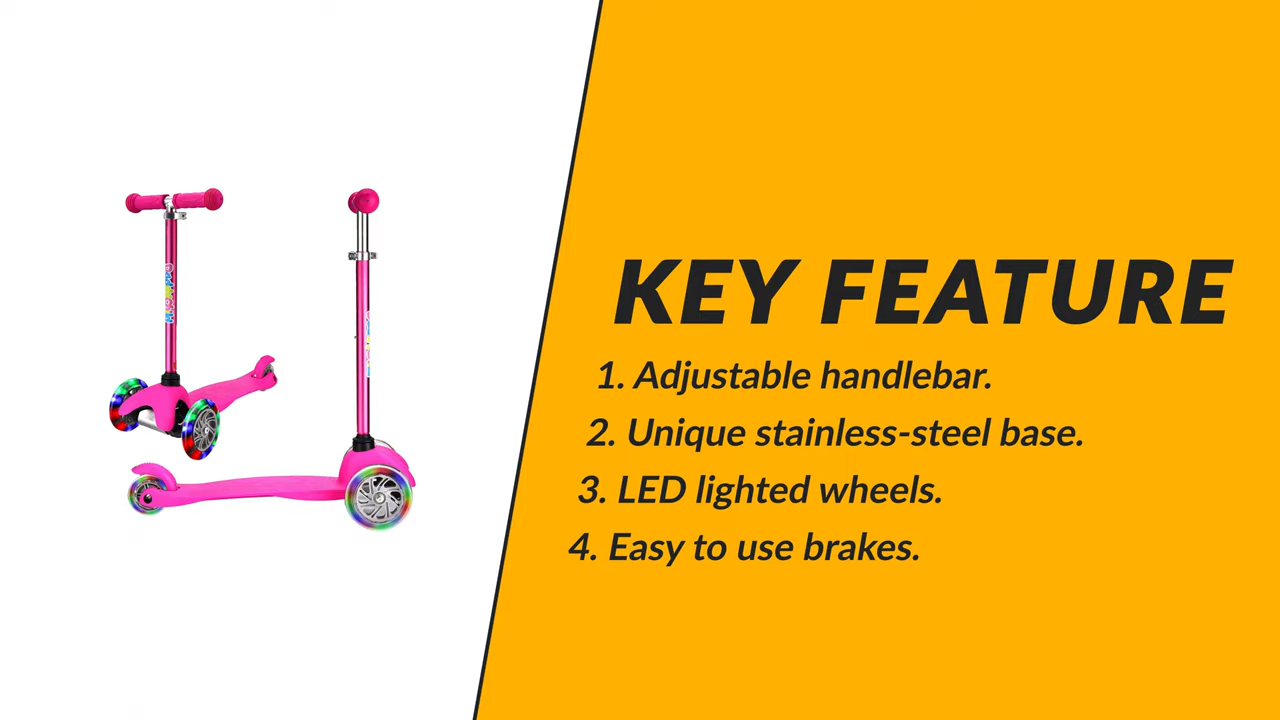 KEY FEATURE
1. Adjustable handlebar.
2. Unique stainless-steel base.
3. LED lighted wheels.
4. Easy to use brakes.